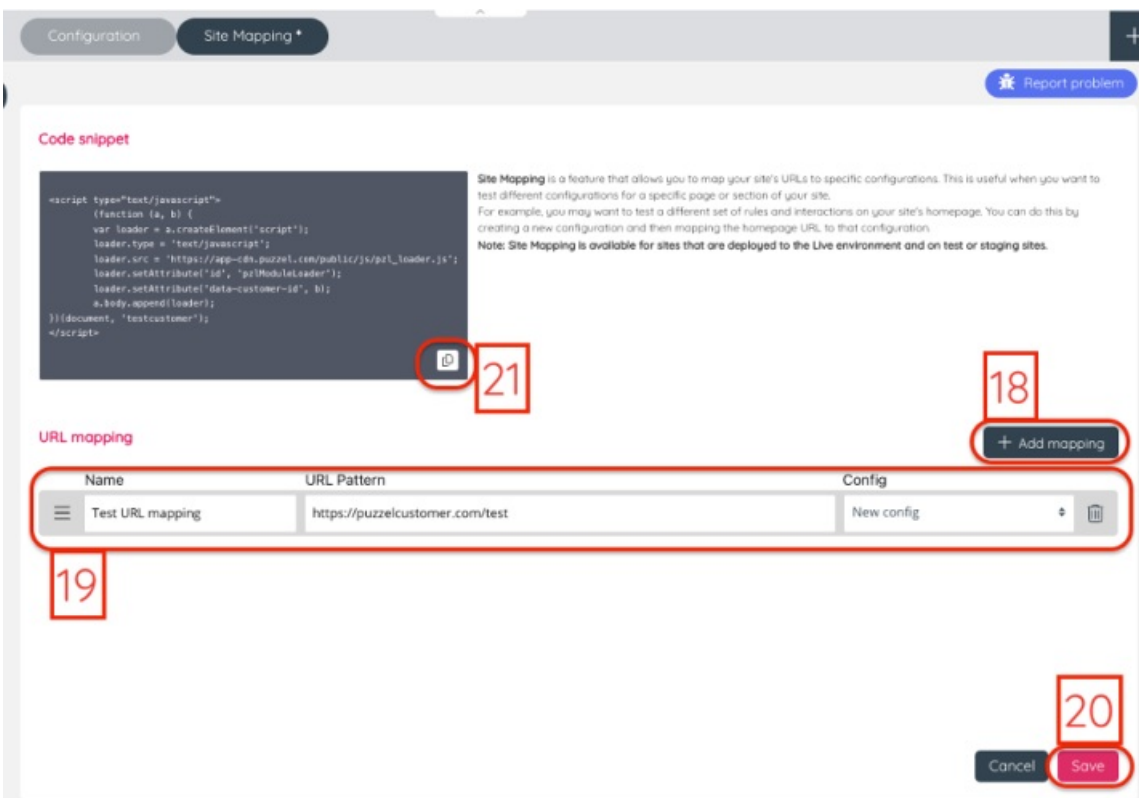 Configuration
Site Mapping *
+
Report problem
Code snippet
<script type="text/javascript">
(function (a, b) {
var loader = a.createElement('script');
loader.type = 'text/javascript';
loader.src = 'https://app-cdn.puzzel.com/public/js/pzl_loader.js';
loader.setAttribute('id', 'pzlModuleLoader');
loader.setAttribute('data-customer-id', b);
a.body.append(loader);
})(document, 'testcustomer');
</script>
Site Mapping is a feature that allows you to map your site's URLs to specific configurations. This is useful when you want to
test different configurations for a specific page or section of your site.
For example, you may want to test a different set of rules and interactions on your site's homepage. You can do this by
creating a new configuration and then mapping the homepage URL to that configuration.
Note: Site Mapping is available for sites that are deployed to the Live environment and on test or staging sites.
21
18
URL mapping
+ Add mapping
Name URL Pattern Config
Test URL mapping https://puzzelcustomer.com/test New config
19
20
Cancel Save